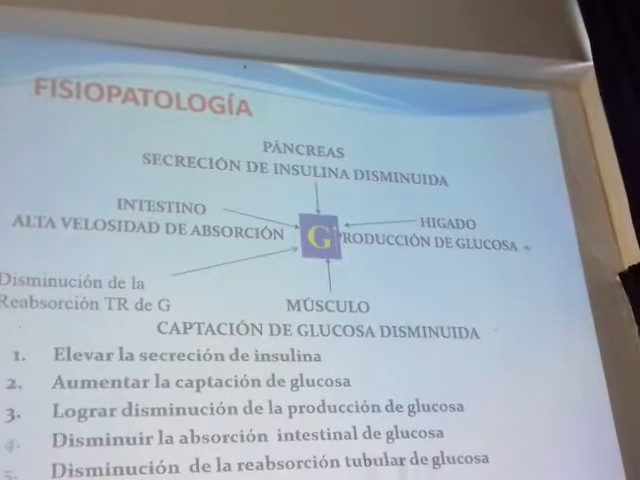 FISIOPATOLOGÍA
PÁNCREAS
SECRECIÓN DE INSULINA DISMINUIDA
INTESTINO
ALTA VELOSIDAD DE ABSORCIÓN
G
HIGADO
PRODUCCIÓN DE GLUCOSA +
Disminución de la
Reabsorción TR de G
MÚSCULO
CAPTACIÓN DE GLUCOSA DISMINUIDA
1. Elevar la secreción de insulina
2. Aumentar la captación de glucosa
3. Lograr disminución de la producción de glucosa
4. Disminuir la absorción intestinal de glucosa
5. Disminución de la reabsorción tubular de glucosa